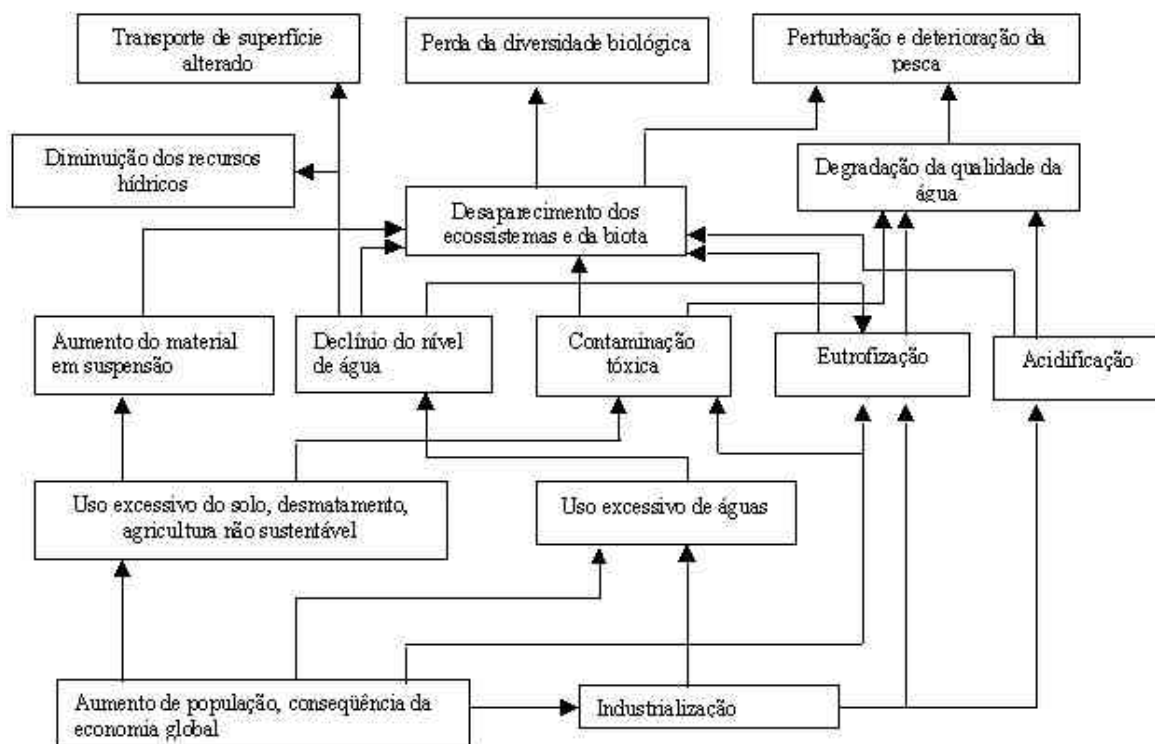 Transporte de superfície
alterado
Perda da diversidade biológica
Perturbação e deterioração da
pesca
Diminuição dos recursos
hídricos
Degradação da qualidade da
água
Desaparecimento dos
ecossistemas e da biota
Aumento do material
em suspensão
Declínio do nível
de água
Contaminação
tóxica
Eutrofização
Acidificação
Uso excessivo do solo, desmatamento,
agricultura não sustentável
Uso excessivo de águas
Aumento de população, conseqüência da
economia global
Industrialização